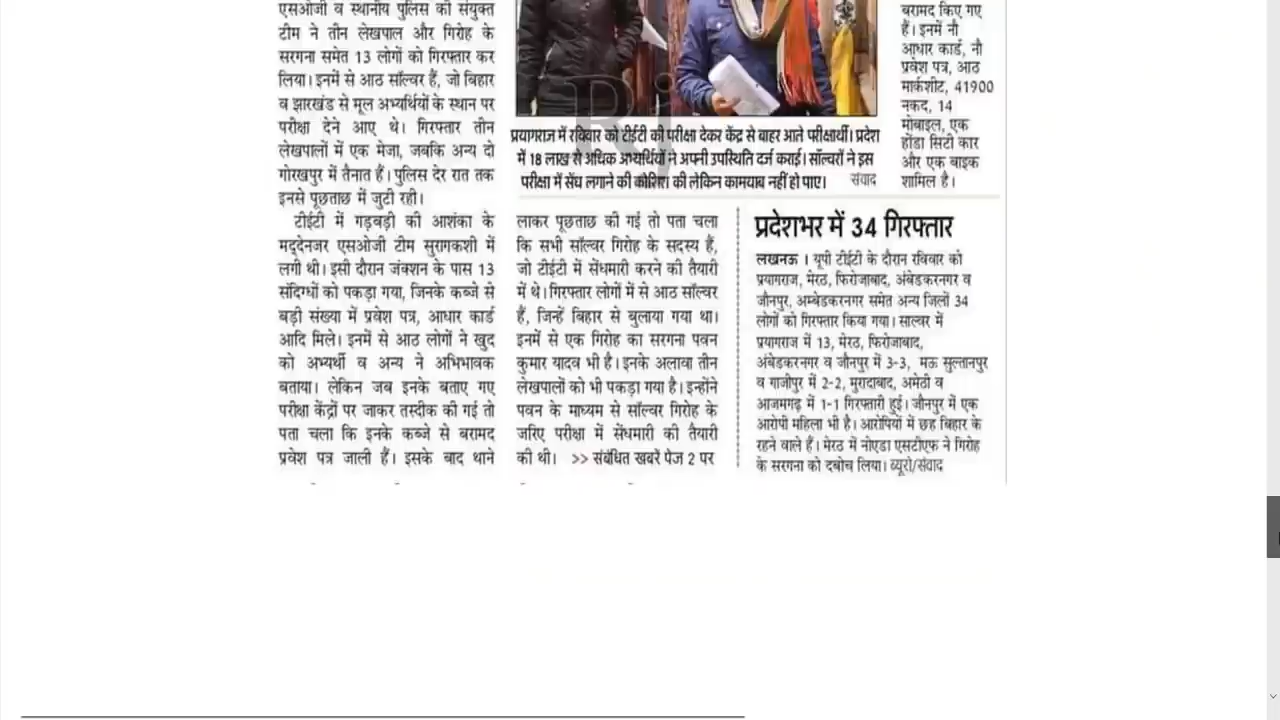 एसओजी व स्थानीय पुलिस की संयुक्त
टीम ने तीन लेखपाल और गिरोह के
सरगना समेत 13 लोगों को गिरफ्तार कर
लिया। इनमें से आठ सॉल्वर हैं, जो बिहार
व झारखंड से मूल अभ्यर्थियों के स्थान पर
परीक्षा देने आए थे। गिरफ्तार तीन
लेखपालों में एक मेजा, जबकि अन्य दो
गोरखपुर में तैनात हैं। पुलिस देर रात तक
इनसे पूछताछ में जुटी रही।
टीईटी में गड़बड़ी की आशंका के
मद्देनजर एसओजी टीम सुरागकशी में
लगी थी। इसी दौरान जंक्शन के पास 13
संदिग्धों को पकड़ा गया, जिनके कब्जे से
बड़ी संख्या में प्रवेश पत्र, आधार कार्ड
आदि मिले। इनमें से आठ लोगों ने खुद
को अभ्यर्थी व अन्य ने अभिभावक
बताया। लेकिन जब इनके बताए गए
परीक्षा केंद्रों पर जाकर तस्दीक की गई तो
पता चला कि इनके कब्जे से बरामद
प्रवेश पत्र जाली हैं। इसके बाद थाने
Rj
प्रयागराज में रविवार को टीईटी की परीक्षा देकर केंद्र से बाहर आते परीक्षार्थी। प्रदेश
में 18 लाख से अधिक अभ्यर्थियों ने अपनी उपस्थिति दर्ज कराई। सॉल्वरों ने इस
परीक्षा में सेंध लगाने की कोशिश की लेकिन कामयाब नहीं हो पाए। संवाद
लाकर पूछताछ की गई तो पता चला
कि सभी सॉल्वर गिरोह के सदस्य हैं,
जो टीईटी में सेंधमारी करने की तैयारी
में थे। गिरफ्तार लोगों में से आठ सॉल्वर
हैं, जिन्हें बिहार से बुलाया गया था।
इनमें से एक गिरोह का सरगना पवन
कुमार यादव भी है। इनके अलावा तीन
लेखपालों को भी पकड़ा गया है। इन्होंने
पवन के माध्यम से सॉल्वर गिरोह के
जरिए परीक्षा में सेंधमारी की तैयारी
की थी। >> संबंधित खबरें पेज 2 पर
बरामद किए गए
हैं। इनमें नौ
आधार कार्ड, नौ
प्रवेश पत्र, आठ
मार्कशीट, 41900
नकद, 14
मोबाइल, एक
होंडा सिटी कार
और एक बाइक
शामिल है।
प्रदेशभर में 34 गिरफ्तार
लखनऊ। यूपी टीईटी के दौरान रविवार को
प्रयागराज, मेरठ, फिरोजाबाद, अंबेडकरनगर व
जौनपुर, अम्बेडकरनगर समेत अन्य जिलों 34
लोगों को गिरफ्तार किया गया। साल्वर में
प्रयागराज में 13, मेरठ, फिरोजाबाद,
अंबेडकरनगर व जौनपुर में 3-3, मऊ सुल्तानपुर
व गाजीपुर में 2-2, मुरादाबाद, अमेठी व
आजमगढ़ में 1-1 गिरफ्तारी हुई। जौनपुर में एक
आरोपी महिला भी है। आरोपियों में छह बिहार के
रहने वाले हैं। मेरठ में नोएडा एसटीएफ ने गिरोह
के सरगना को दबोच लिया। ब्यूरो/संवाद